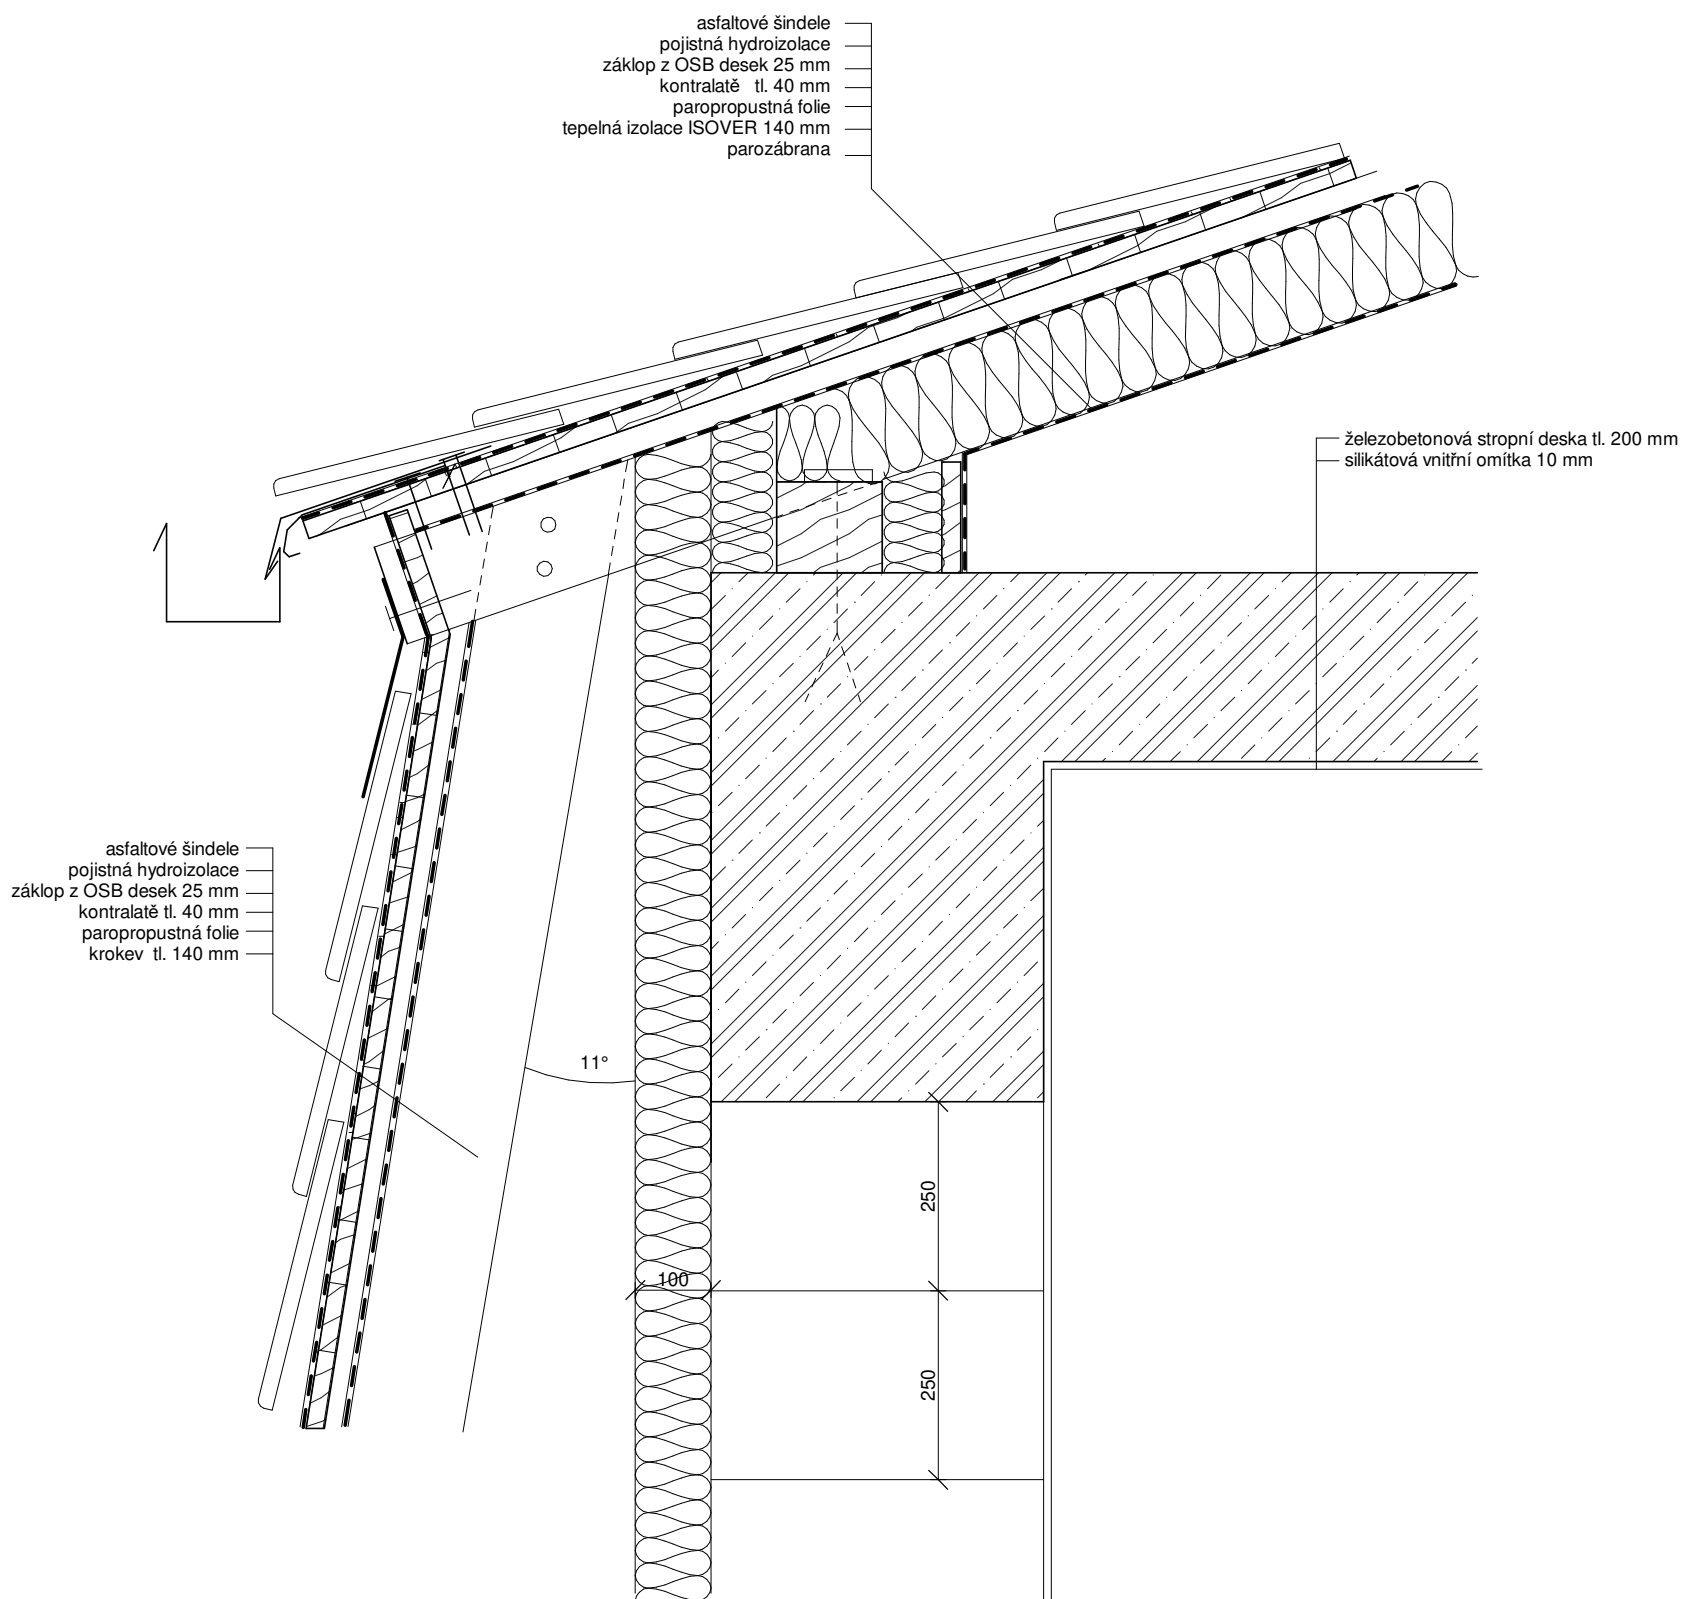 asfaltové šindele
pojistná hydroizolace
záklop z OSB desek 25 mm
kontralatě tl. 40 mm
paropropustná folie
tepelná izolace ISOVER 140 mm
parozábrana
železobetonová stropní deska tl. 200 mm
silikátová vnitřní omítka 10 mm
asfaltové šindele
pojistná hydroizolace
záklop z OSB desek 25 mm
kontralatě tl. 40 mm
paropropustná folie
krokev tl. 140 mm
11°
250
100
250